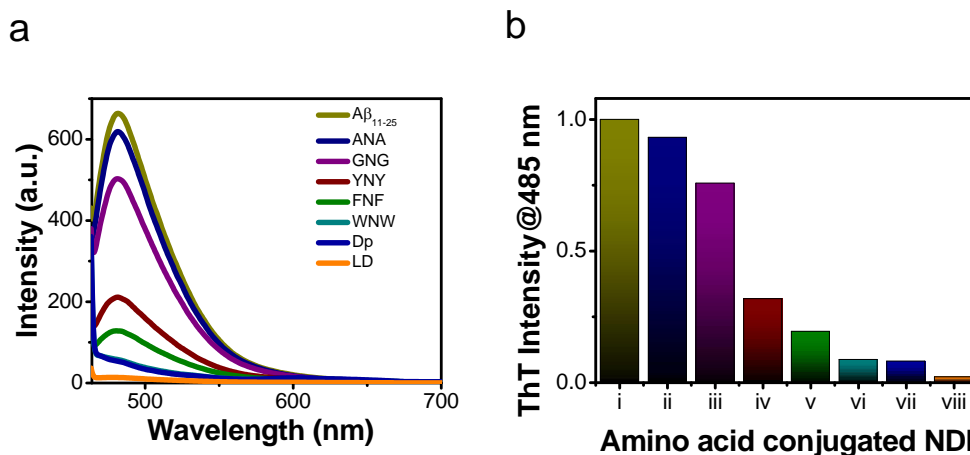 a
b
Intensity (a.u.)
600
400
200
0
500
600
700
Wavelength (nm)
Aβ11-25
ANA
GNG
YNY
FNF
WNW
Dp
LD
ThT Intensity@485 nm
1.0
0.5
0.0
i ii iii iv v vi vii viii
Amino acid conjugated NDI